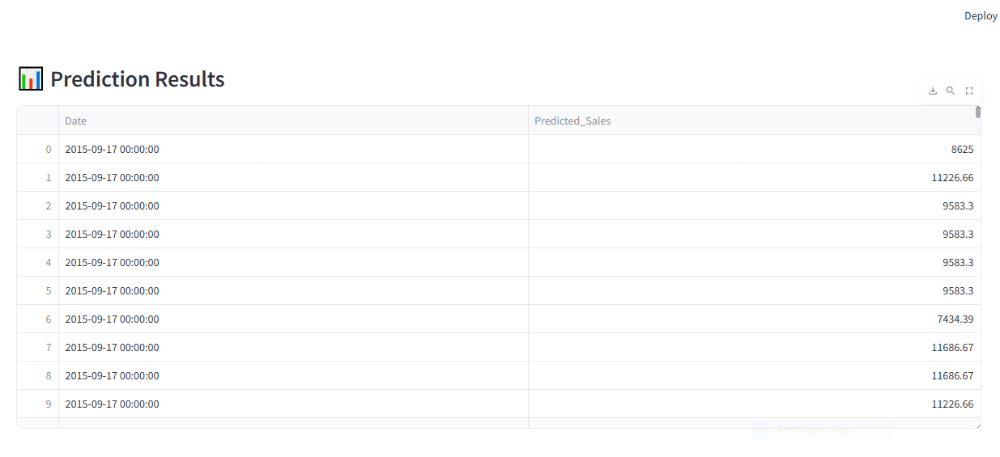 Deploy
Prediction Results
Date Predicted_Sales
0 2015-09-17 00:00:00 8625
1 2015-09-17 00:00:00 11226.66
2 2015-09-17 00:00:00 9583.3
3 2015-09-17 00:00:00 9583.3
4 2015-09-17 00:00:00 9583.3
5 2015-09-17 00:00:00 9583.3
6 2015-09-17 00:00:00 7434.39
7 2015-09-17 00:00:00 11686.67
8 2015-09-17 00:00:00 11686.67
9 2015-09-17 00:00:00 11226.66
Rectangular Snip